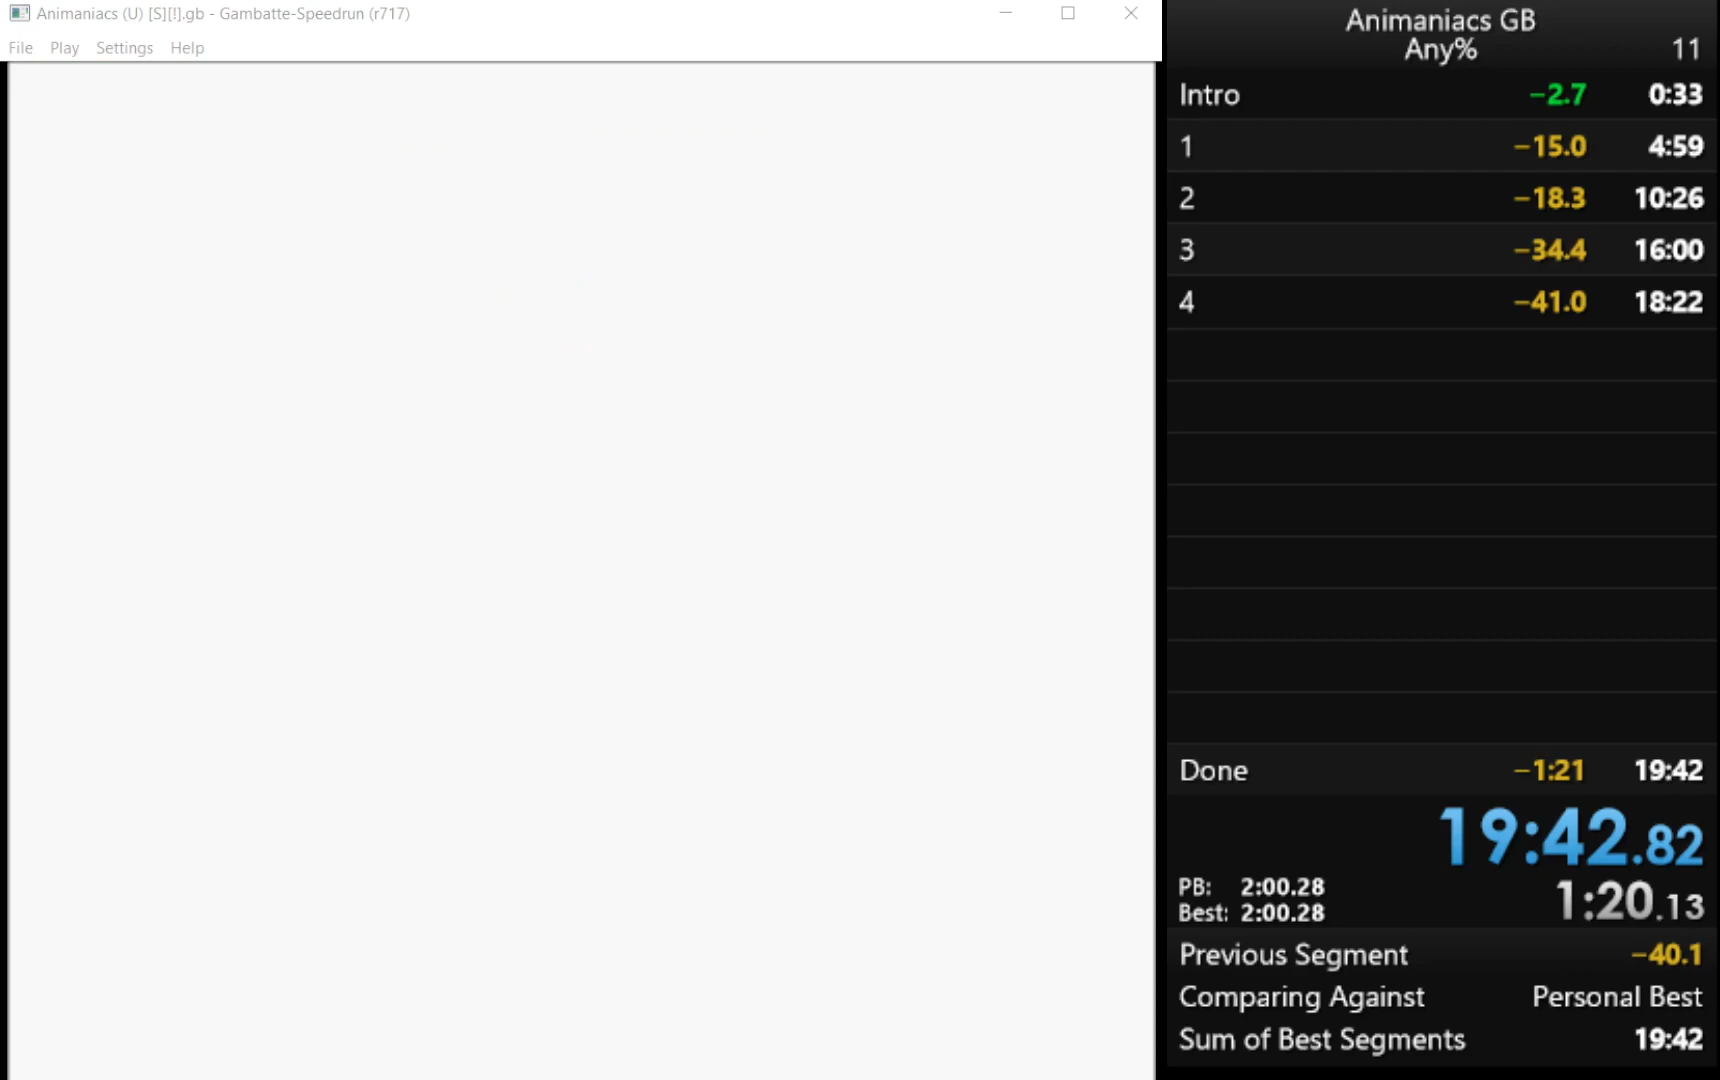 Animaniacs (U) [S][!].gb - Gambatte-Speedrun (r717)
File Play Settings Help
Animaniacs GB
Any% 11
Intro −2.7 0:33
1 −15.0 4:59
2 −18.3 10:26
3 −34.4 16:00
4 −41.0 18:22
Done −1:21 19:42
19:42.82
PB: 2:00.28
Best: 2:00.28
1:20.13
Previous Segment −40.1
Comparing Against Personal Best
Sum of Best Segments 19:42